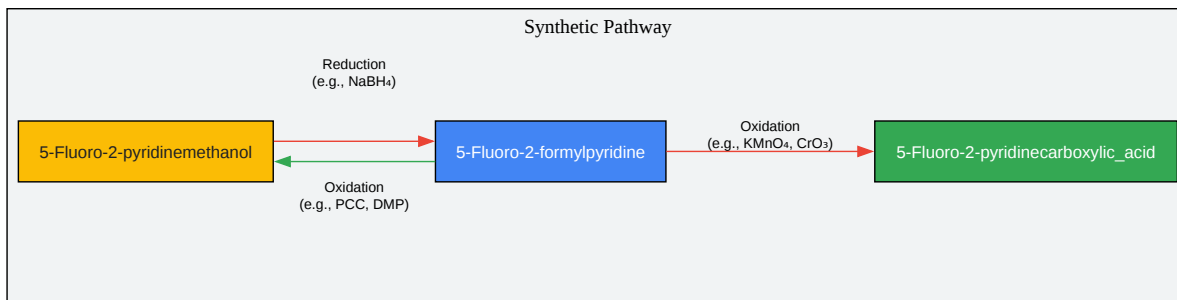 Synthetic Pathway
Reduction
(e.g., NaBH₄)
5-Fluoro-2-pyridinemethanol
5-Fluoro-2-formylpyridine
Oxidation
(e.g., KMnO₄, CrO₃)
5-Fluoro-2-pyridinecarboxylic_acid
Oxidation
(e.g., PCC, DMP)